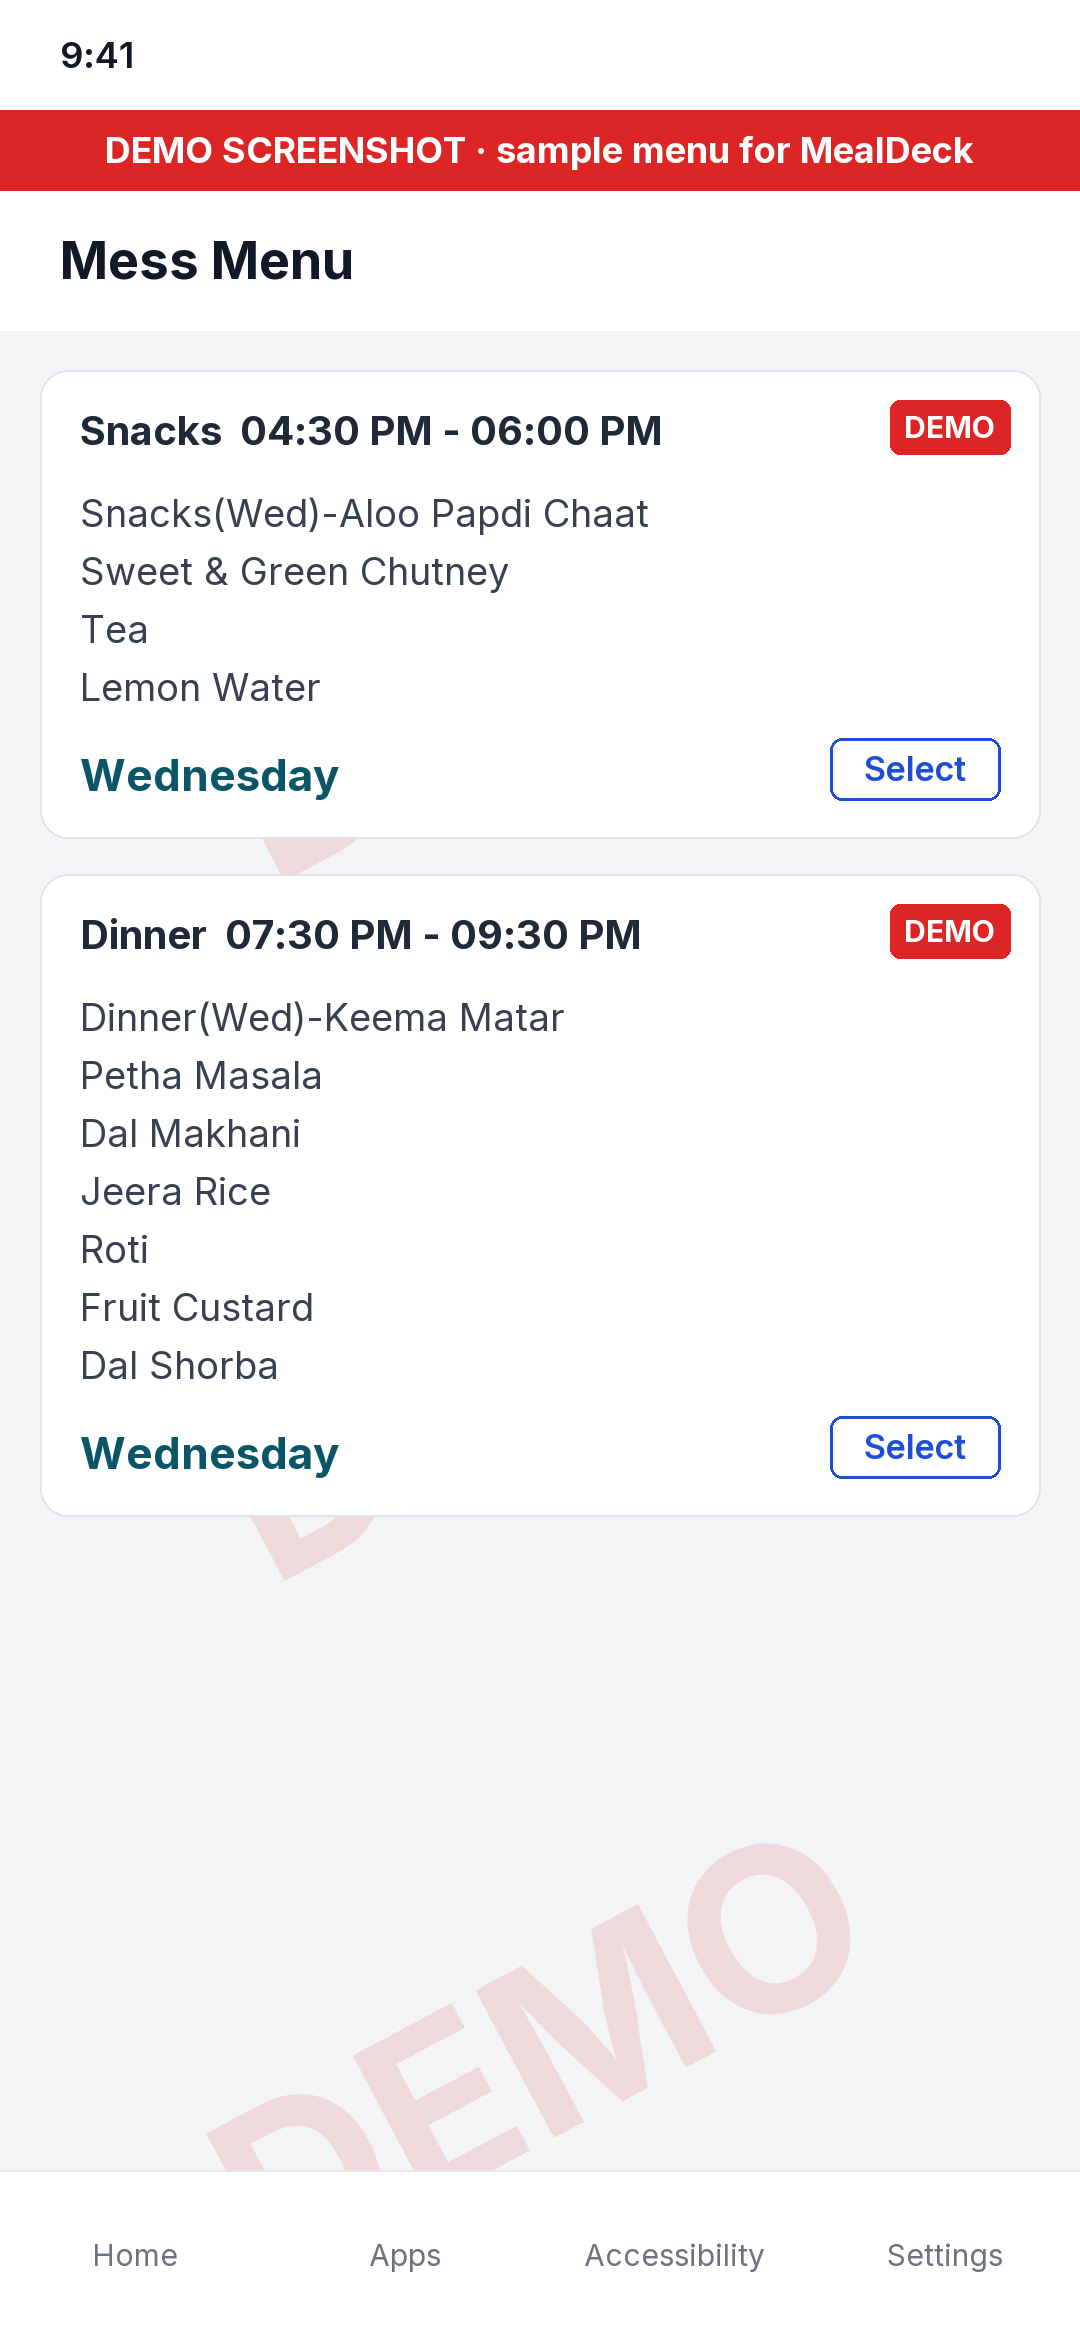 9:41
DEMO SCREENSHOT · sample menu for MealDeck
Mess Menu
Snacks 04:30 PM - 06:00 PM
DEMO
Snacks(Wed)-Aloo Papdi Chaat
Sweet & Green Chutney
Tea
Lemon Water
Wednesday
Select
Dinner 07:30 PM - 09:30 PM
DEMO
Dinner(Wed)-Keema Matar
Petha Masala
Dal Makhani
Jeera Rice
Roti
Fruit Custard
Dal Shorba
Wednesday
Select
DEMO
Home
Apps
Accessibility
Settings